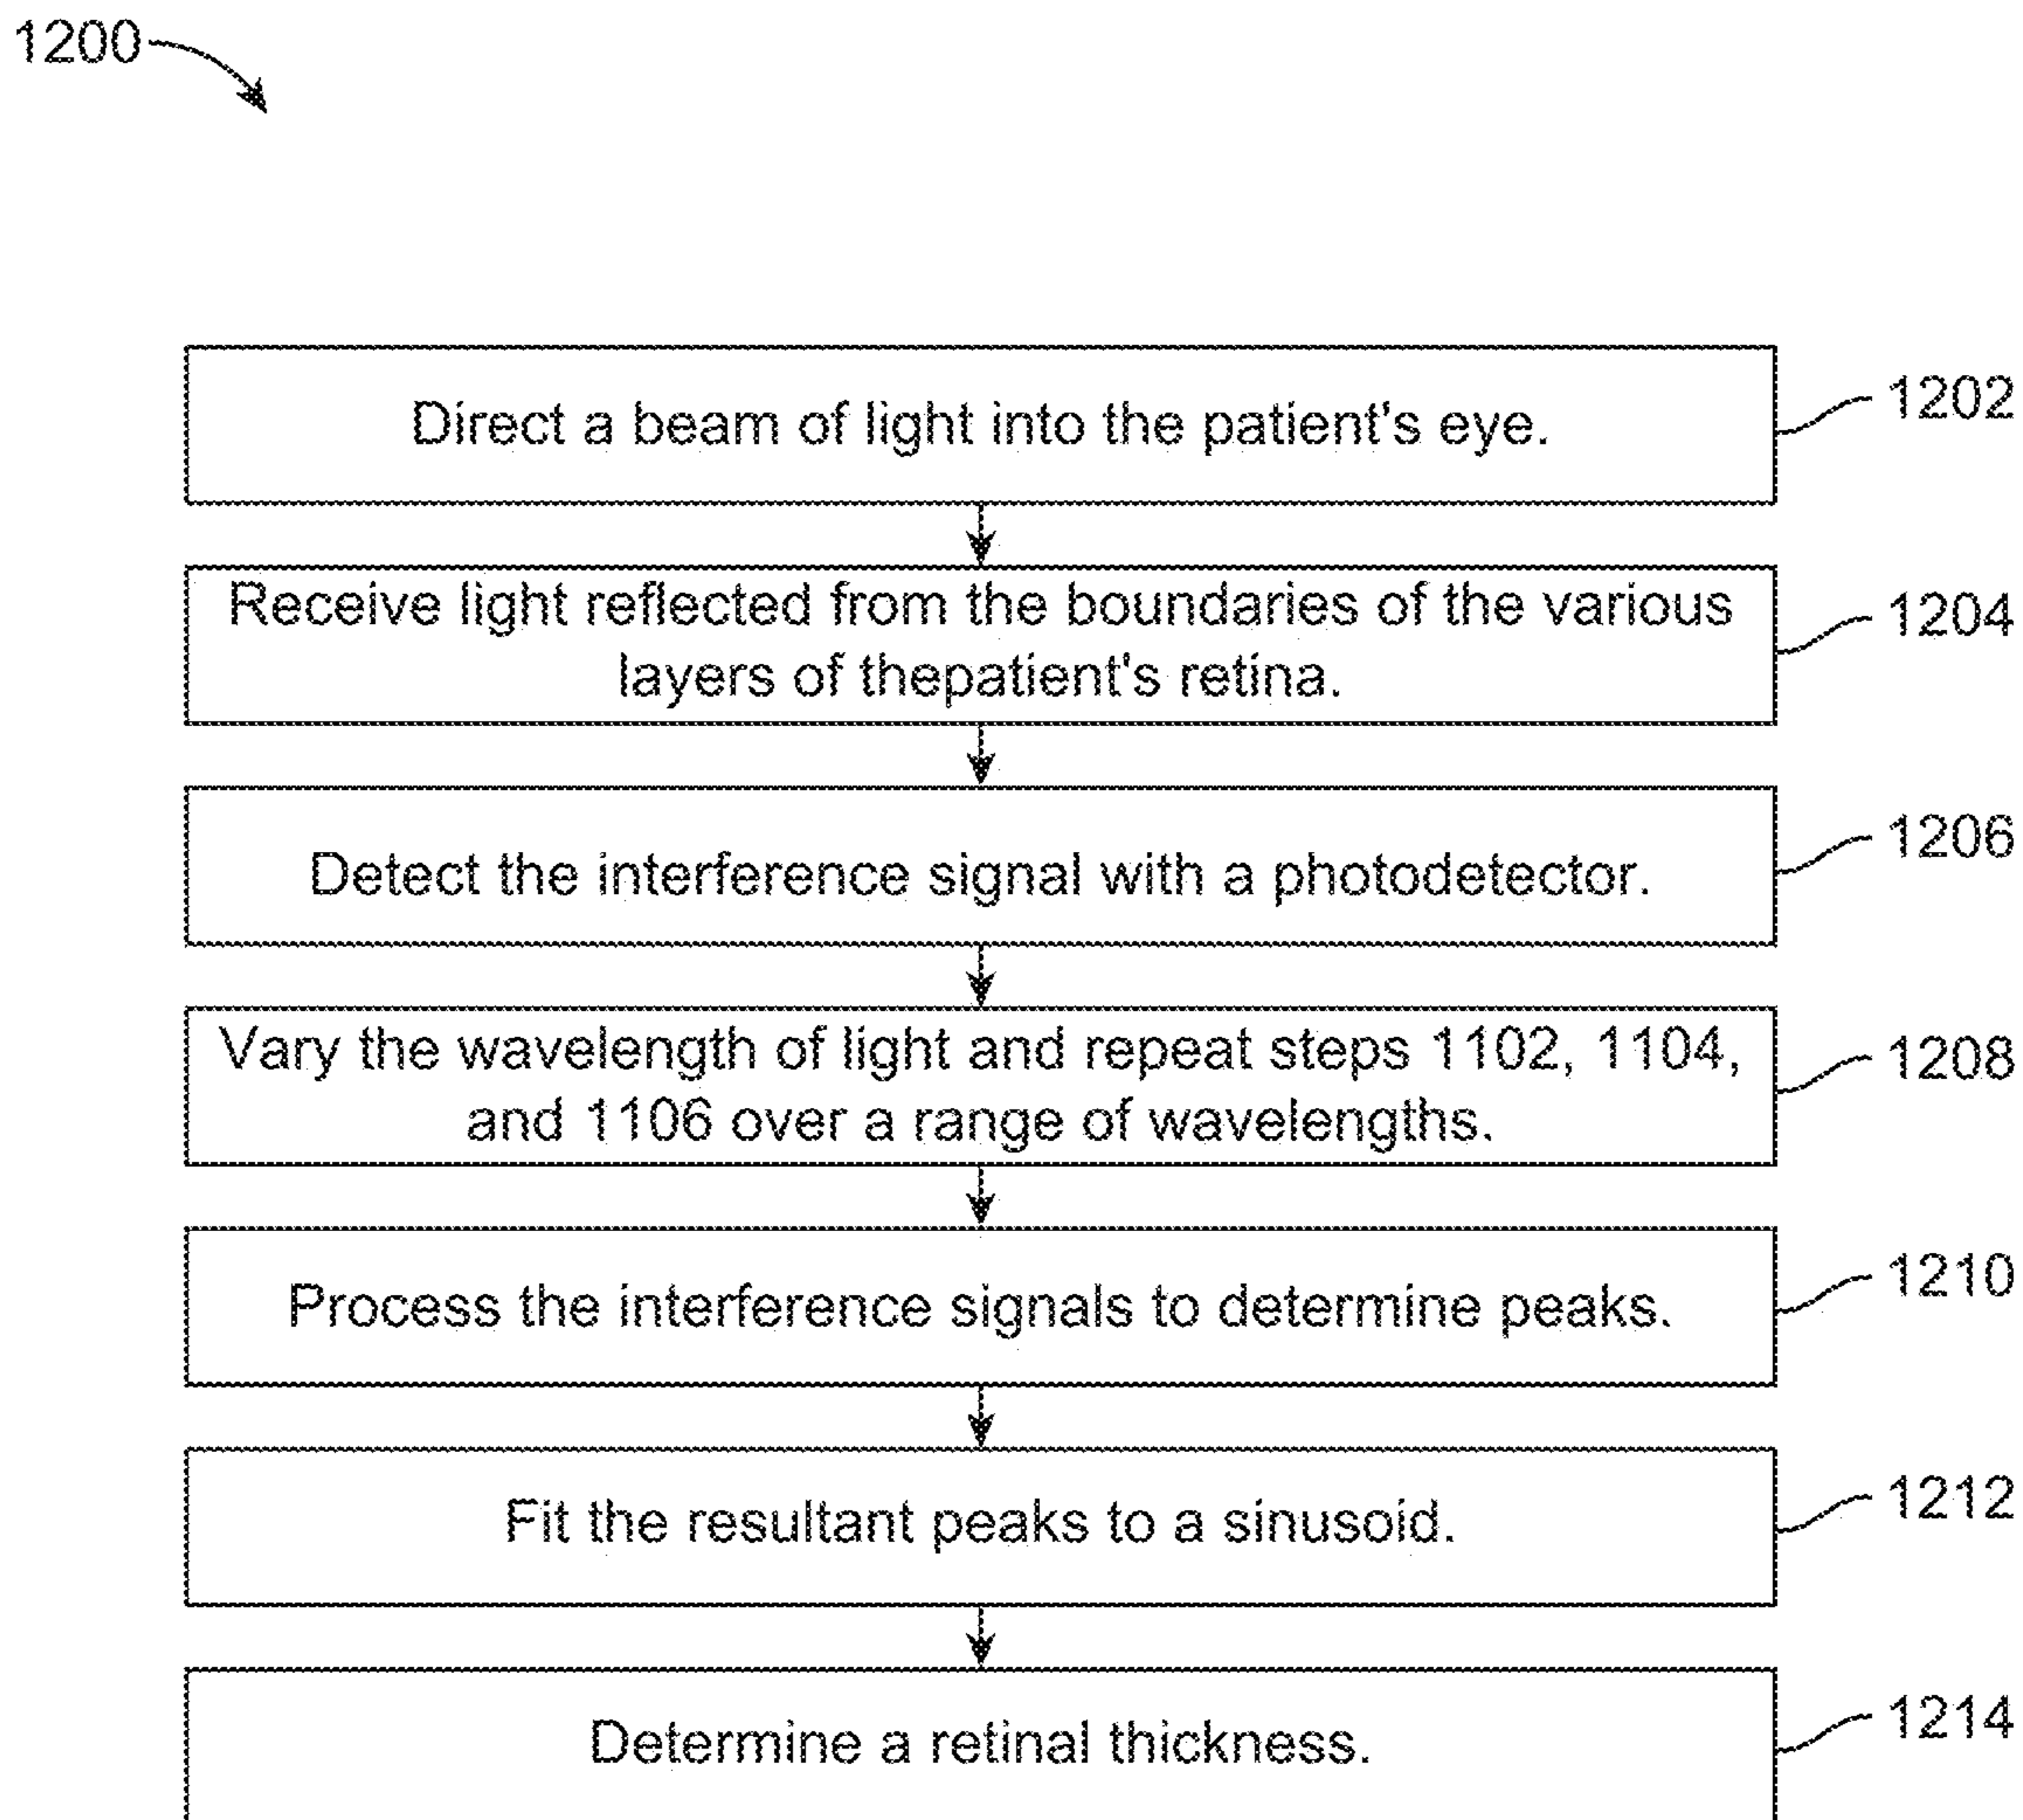 1200
Direct a beam of light into the patient's eye.
1202
Receive light reflected from the boundaries of the various
layers of thepatient's retina.
1204
Detect the interference signal with a photodetector.
1206
Vary the wavelength of light and repeat steps 1102, 1104,
and 1106 over a range of wavelengths.
1208
Process the interference signals to determine peaks.
1210
Fit the resultant peaks to a sinusoid.
1212
Determine a retinal thickness.
1214